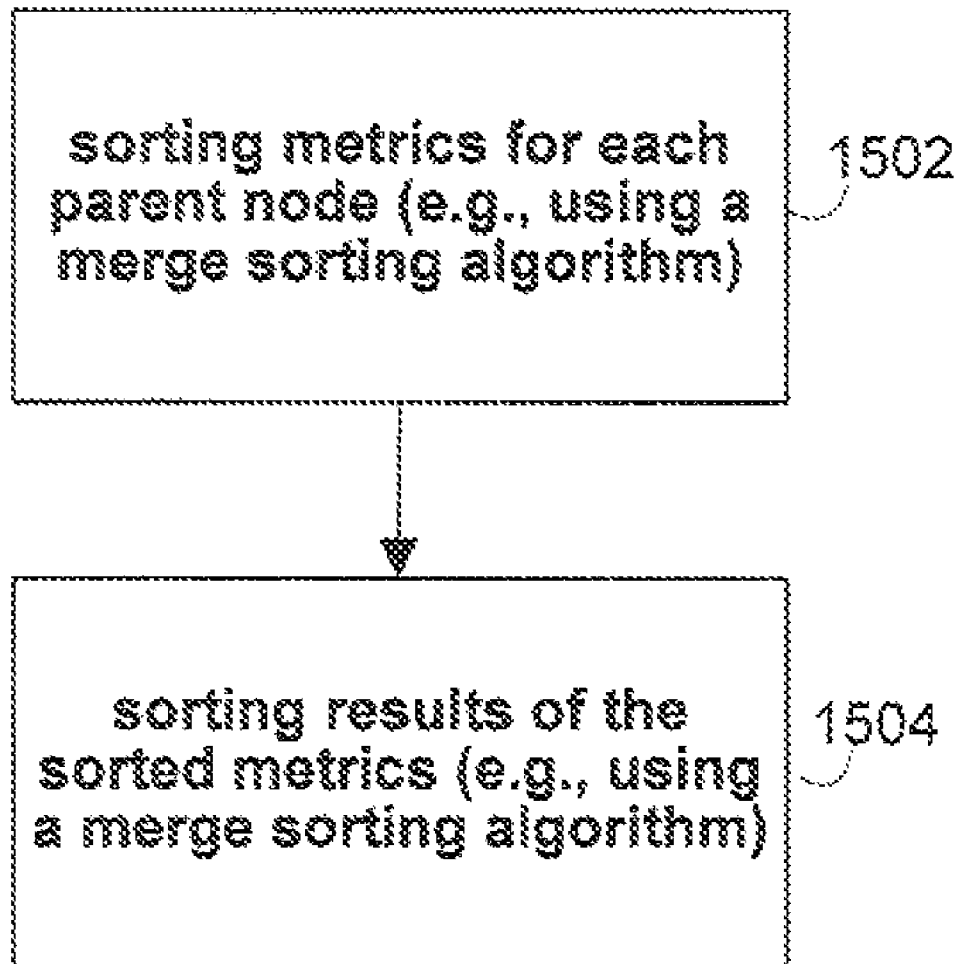 sorting metrics for each
parent node (e.g., using a
merge sorting algorithm)
1502
sorting results of the
sorted metrics (e.g., using
a merge sorting algorithm)
1504